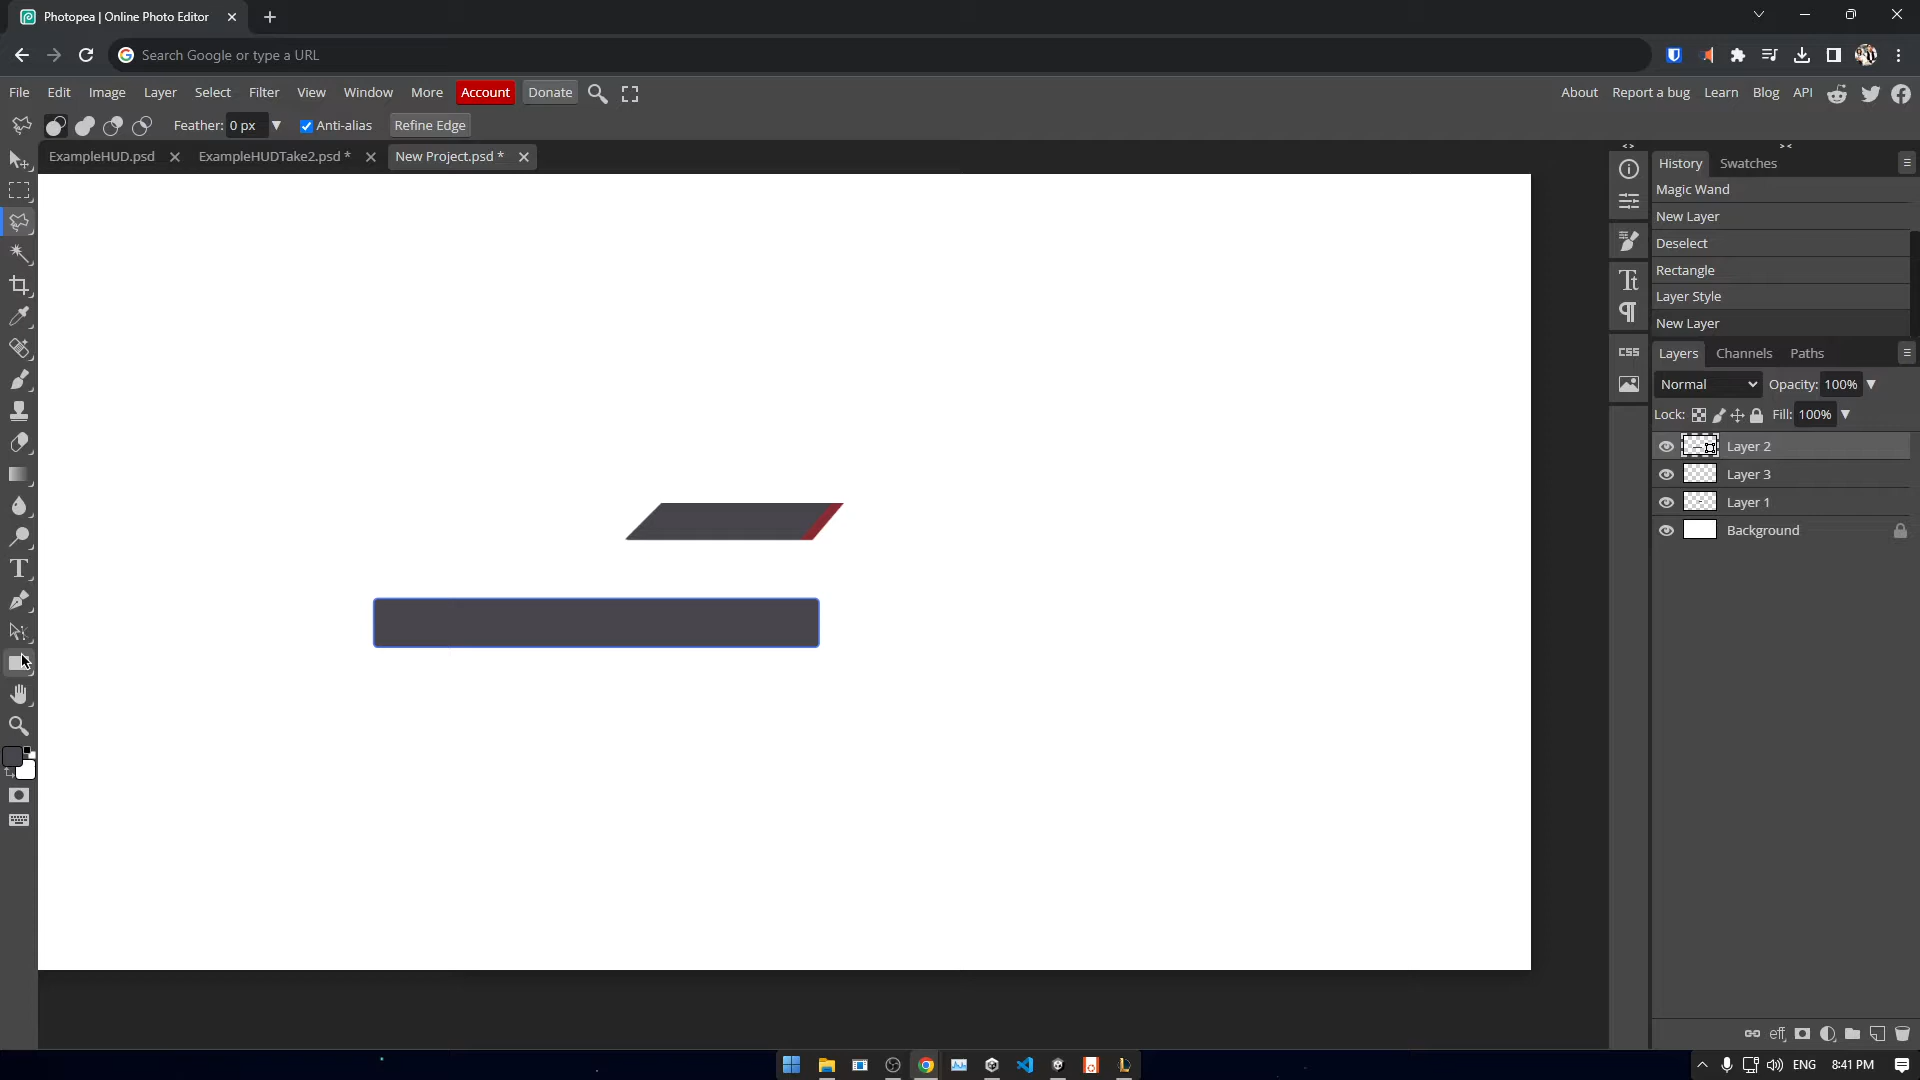 Photopea | Online Photo Editor
Search Google or type a URL
File Edit Image Layer Select Filter View Window More Account Donate
About Report a bug Learn Blog API
Feather: 0 px Anti-alias Refine Edge
ExampleHUD.psd ExampleHUDTake2.psd * New Project.psd *
History Swatches
Magic Wand
New Layer
Deselect
Rectangle
Layer Style
New Layer
CSS
Layers Channels Paths
Normal Opacity: 100%
Lock: Fill: 100%
Layer 2
Layer 3
Layer 1
Background
eff
ENG 8:41 PM